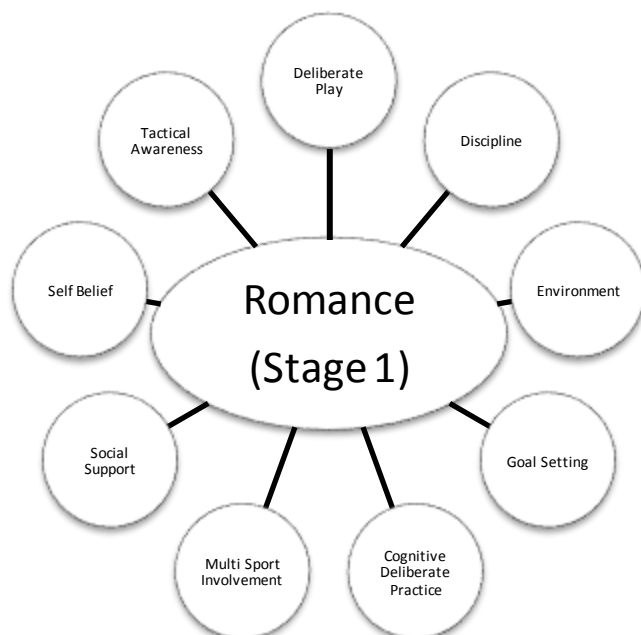 Deliberate
Play
Discipline
Environment
Goal Setting
Cognitive
Deliberate
Practice
Multi Sport
Involvement
Social
Support
Self Belief
Tactical
Awareness
Romance
(Stage 1)